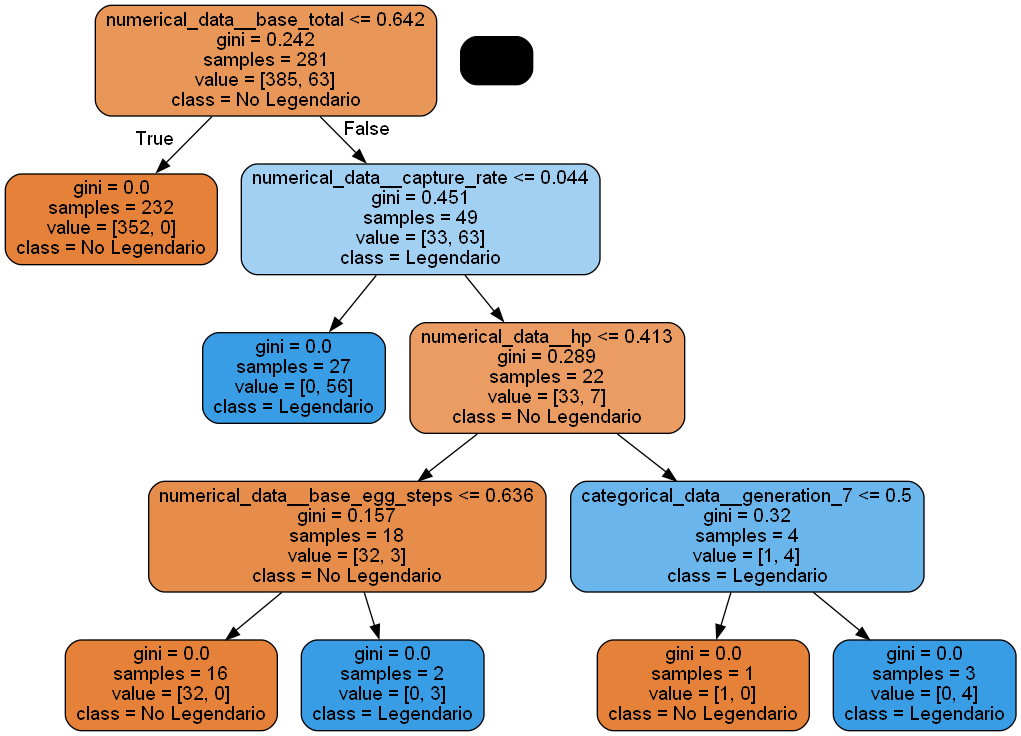 numerical_data__base_total <= 0.642
gini = 0.242
samples = 281
value = [385, 63]
class = No Legendario
True
False
gini = 0.0
samples = 232
value = [352, 0]
class = No Legendario
numerical_data__capture_rate <= 0.044
gini = 0.451
samples = 49
value = [33, 63]
class = Legendario
gini = 0.0
samples = 27
value = [0, 56]
class = Legendario
numerical_data__hp <= 0.413
gini = 0.289
samples = 22
value = [33, 7]
class = No Legendario
numerical_data__base_egg_steps <= 0.636
gini = 0.157
samples = 18
value = [32, 3]
class = No Legendario
categorical_data__generation_7 <= 0.5
gini = 0.32
samples = 4
value = [1, 4]
class = Legendario
gini = 0.0
samples = 16
value = [32, 0]
class = No Legendario
gini = 0.0
samples = 2
value = [0, 3]
class = Legendario
gini = 0.0
samples = 1
value = [1, 0]
class = No Legendario
gini = 0.0
samples = 3
value = [0, 4]
class = Legendario